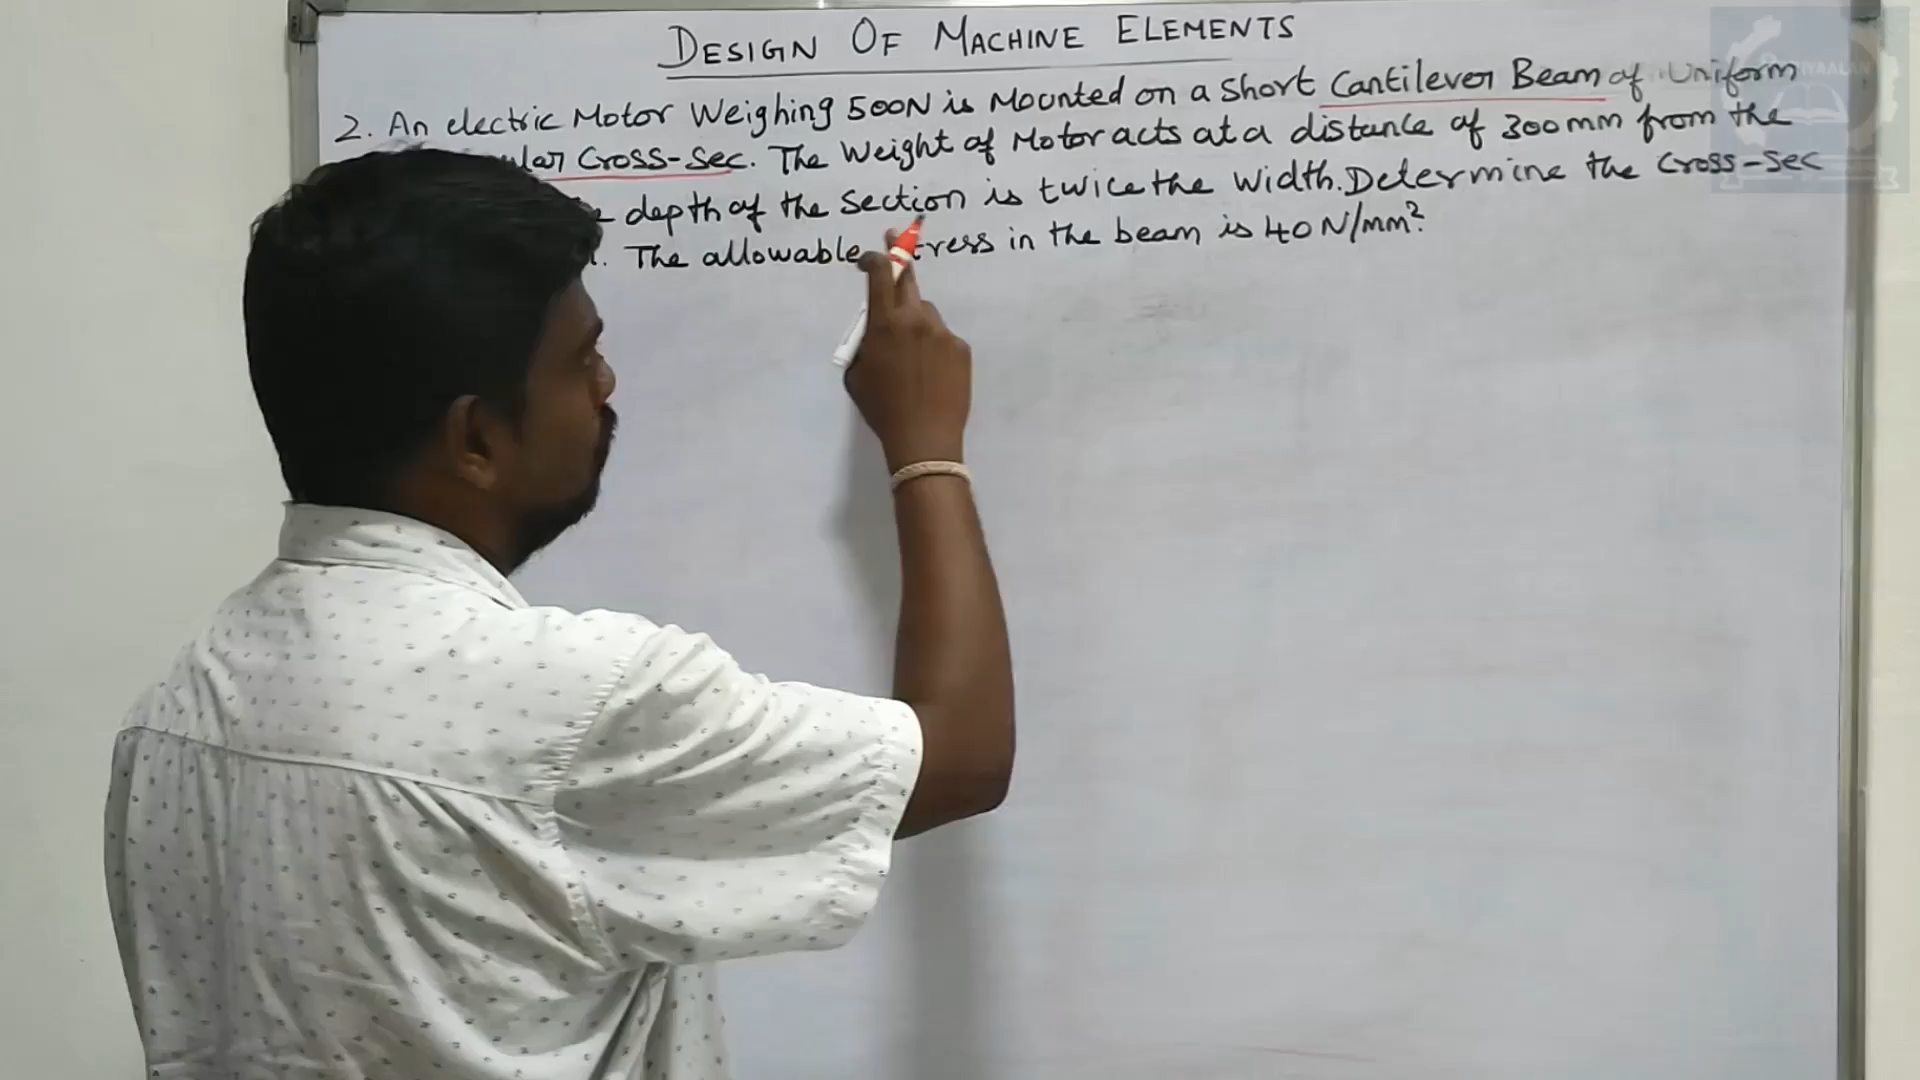 DESIGN OF MACHINE ELEMENTS
2. An electric Motor Weighing 500N is Mounted on a Short Cantilever Beam of Uniform
Cross-Sec. The Weight of Motor acts at a distance of 300mm from the
depth of the Section is twice the Width. Determine the Cross-Sec
The allowable stress in the beam is 40N/mm².